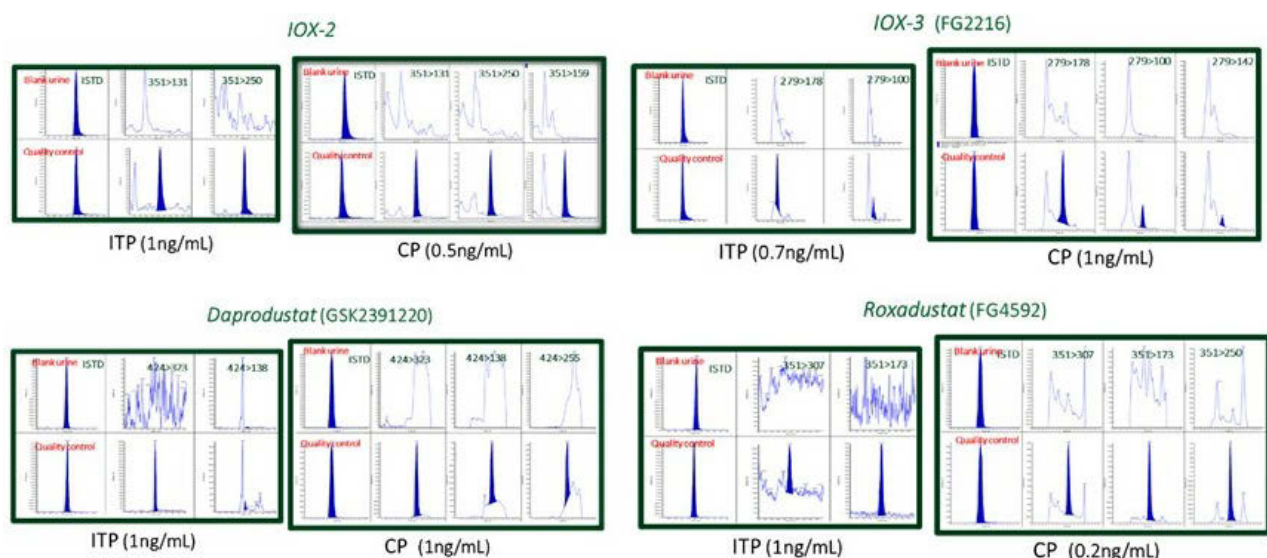 IOX-2
Blank urine
ISTD
351>131
351>250
Quality control
ITP (1ng/mL)
Blank urine
ISTD
351>131
351>250
351>159
Quality control
CP (0.5ng/mL)
IOX-3 (FG2216)
Blank urine
ISTD
279>178
279>100
Quality control
ITP (0.7ng/mL)
Blank urine
ISTD
279>178
279>100
279>142
Quality control
CP (1ng/mL)
Daprodustat (GSK2391220)
Blank urine
ISTD
424>373
424>138
Quality control
ITP (1ng/mL)
Blank urine
ISTD
424>323
424>138
424>255
Quality control
CP (1ng/mL)
Roxadustat (FG4592)
Blank urine
ISTD
351>307
351>173
Quality control
ITP (1ng/mL)
Blank urine
ISTD
351>307
351>173
351>250
Quality control
CP (0.2ng/mL)